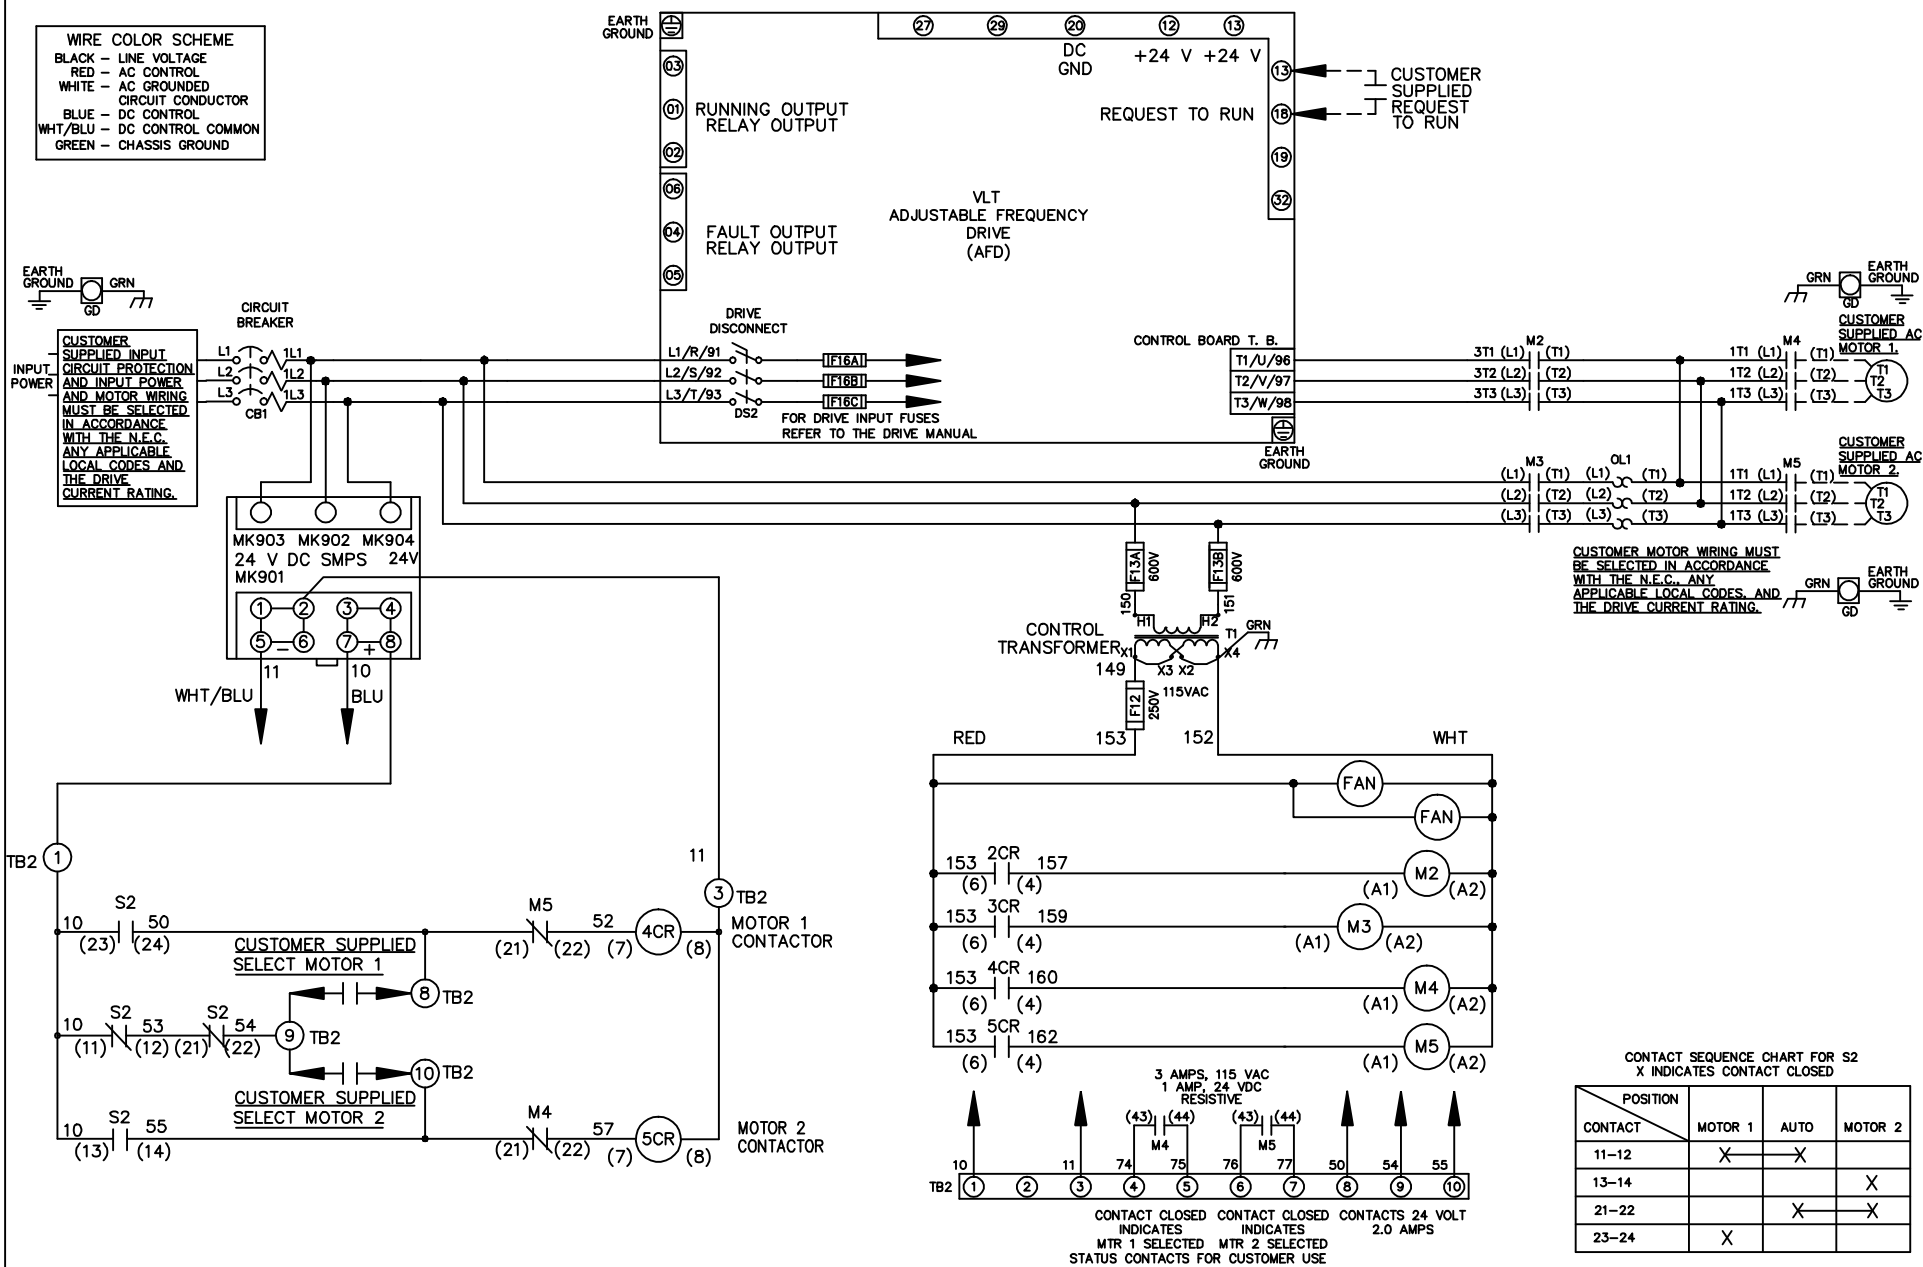 WIRE COLOR SCHEME
BLACK – LINE VOLTAGE
RED – AC CONTROL
WHITE – AC GROUNDED
CIRCUIT CONDUCTOR
BLUE – DC CONTROL
WHT/BLU – DC CONTROL COMMON
GREEN – CHASSIS GROUND
EARTH
GROUND
27 29 20 12 13
DC
GND
+24 V +24 V
03
01
02
RUNNING OUTPUT
RELAY OUTPUT
06
04
05
FAULT OUTPUT
RELAY OUTPUT
13
18
19
32
REQUEST TO RUN
CUSTOMER
SUPPLIED
REQUEST
TO RUN
VLT
ADJUSTABLE FREQUENCY
DRIVE
(AFD)
EARTH
GROUND
GRN
GD
INPUT
POWER
CUSTOMER
SUPPLIED INPUT
CIRCUIT PROTECTION
AND INPUT POWER
AND MOTOR WIRING
MUST BE SELECTED
IN ACCORDANCE
WITH THE N.E.C.
ANY APPLICABLE
LOCAL CODES AND
THE DRIVE
CURRENT RATING.
CIRCUIT
BREAKER
L1 1L1
L2 1L2
L3 1L3
CB1
DRIVE
DISCONNECT
L1/R/91 F16A
L2/S/92 F16B
L3/T/93 F16C
DS2
FOR DRIVE INPUT FUSES
REFER TO THE DRIVE MANUAL
CONTROL BOARD T. B.
T1/U/96
T2/V/97
T3/W/98
EARTH
GROUND
M2
3T1 (L1) (T1)
3T2 (L2) (T2)
3T3 (L3) (T3)
M4
1T1 (L1) (T1)
1T2 (L2) (T2)
1T3 (L3) (T3)
GRN
GD
EARTH
GROUND
CUSTOMER
SUPPLIED AC
MOTOR 1.
T1
T2
T3
M3 OL1
(L1) (T1) (L1) (T1)
(L2) (T2) (L2) (T2)
(L3) (T3) (L3) (T3)
M5
1T1 (L1) (T1)
1T2 (L2) (T2)
1T3 (L3) (T3)
CUSTOMER
SUPPLIED AC
MOTOR 2.
T1
T2
T3
CUSTOMER MOTOR WIRING MUST
BE SELECTED IN ACCORDANCE
WITH THE N.E.C., ANY
APPLICABLE LOCAL CODES, AND
THE DRIVE CURRENT RATING.
GRN
GD
EARTH
GROUND
MK903 MK902 MK904
24 V DC SMPS 24V
MK901
1 2 3 4
5 – 6 7 + 8
11 10
WHT/BLU BLU
F13A
600V
F13B
600V
150 151
H1 H2
T1
GRN
CONTROL
TRANSFORMER
X1 X3 X2 X4
149
115VAC
F12
250V
153 152
RED WHT
FAN
FAN
153 2CR 157
(6) (4)
(A1) M2 (A2)
153 3CR 159
(6) (4)
(A1) M3 (A2)
153 4CR 160
(6) (4)
(A1) M4 (A2)
153 5CR 162
(6) (4)
(A1) M5 (A2)
TB2 1
11
3 TB2
S2
10 50
(23) (24)
M5
(21) (22)
52
(7) 4CR (8)
MOTOR 1
CONTACTOR
CUSTOMER SUPPLIED
SELECT MOTOR 1
8 TB2
S2 S2
10 53 54
(11) (12) (21) (22)
9 TB2
10 TB2
CUSTOMER SUPPLIED
SELECT MOTOR 2
S2
10 55
(13) (14)
M4
(21) (22)
57
(7) 5CR (8)
MOTOR 2
CONTACTOR
3 AMPS, 115 VAC
1 AMP, 24 VDC
RESISTIVE
(43) (44) (43) (44)
M4 M5
10 11 74 75 76 77 50 54 55
TB2 1 2 3 4 5 6 7 8 9 10
CONTACT CLOSED
INDICATES
MTR 1 SELECTED
CONTACT CLOSED
INDICATES
MTR 2 SELECTED
CONTACTS 24 VOLT
2.0 AMPS
STATUS CONTACTS FOR CUSTOMER USE
CONTACT SEQUENCE CHART FOR S2
X INDICATES CONTACT CLOSED
POSITION
CONTACT MOTOR 1 AUTO MOTOR 2
11–12 X X
13–14 X
21–22 X X
23–24 X